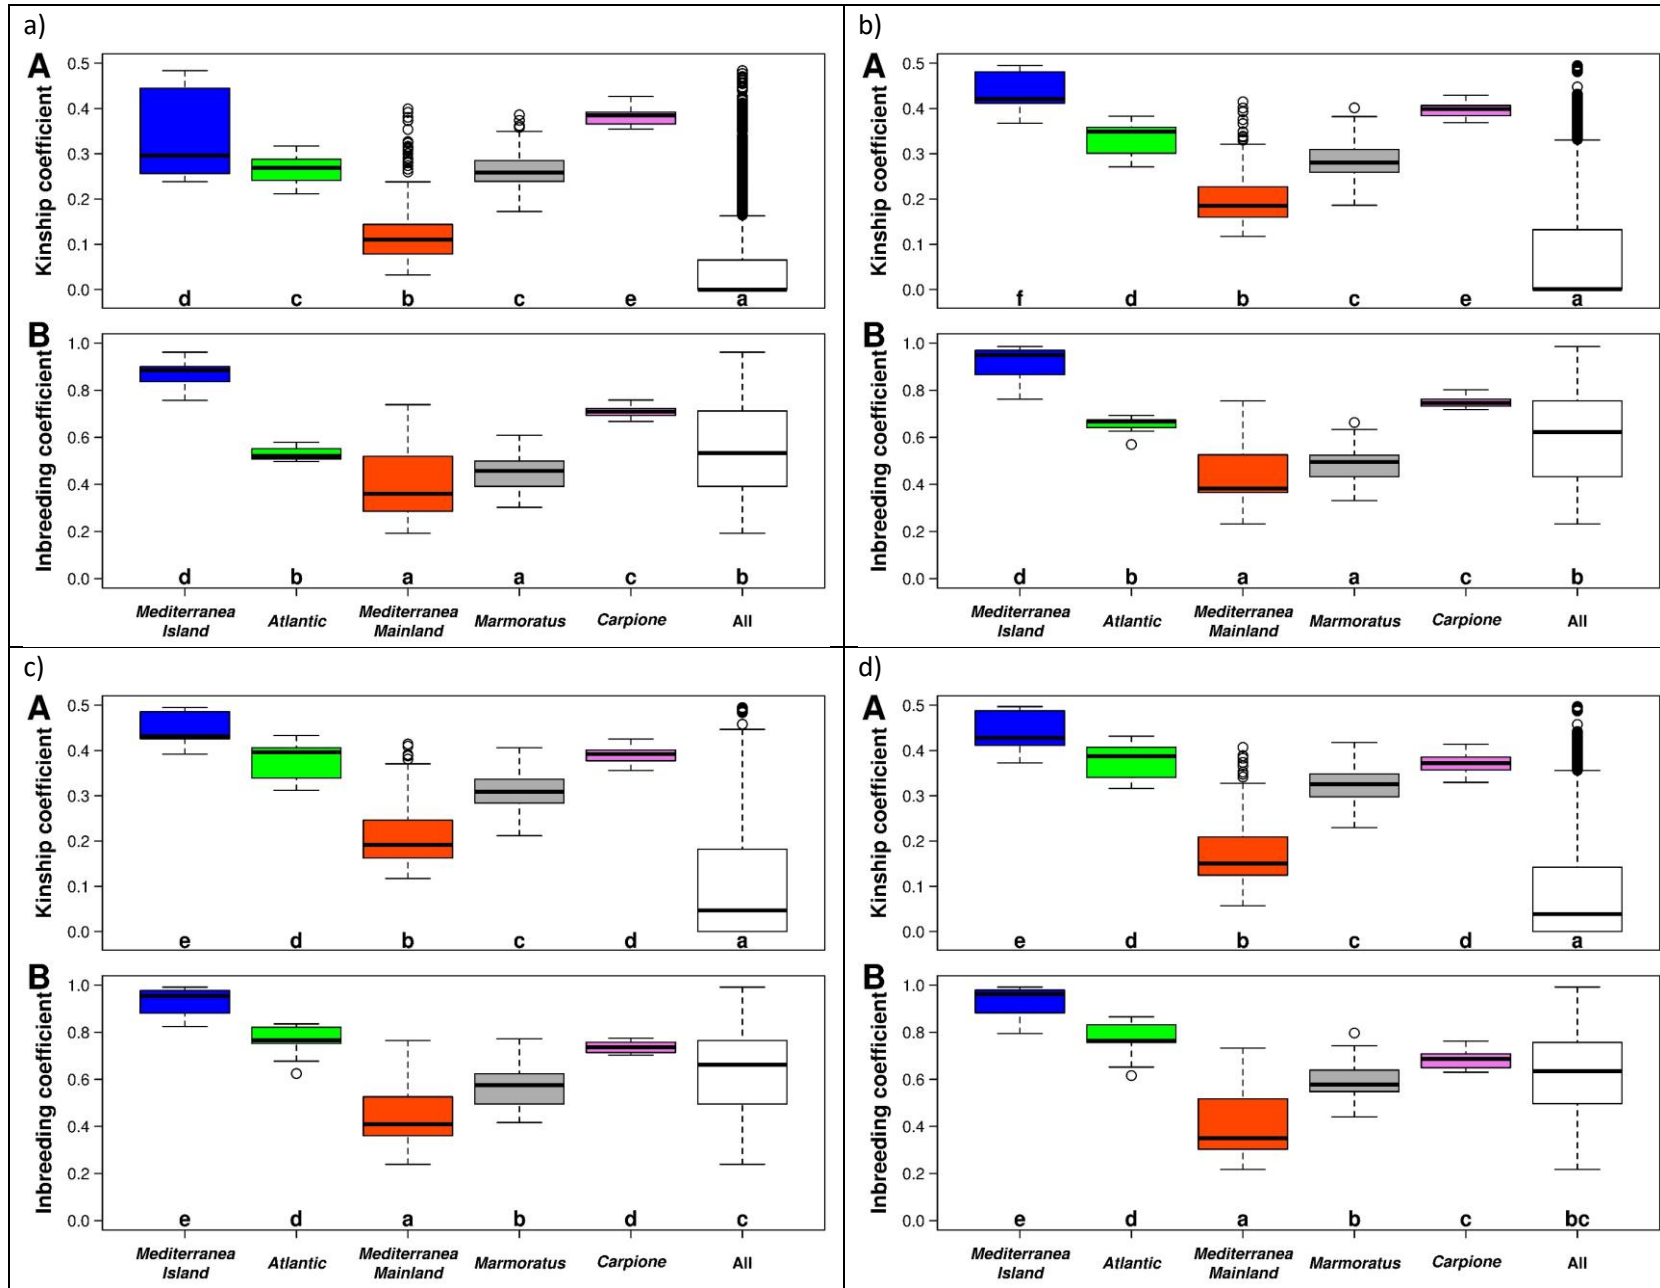 a)
A
Kinship coefficient
0.5
0.4
0.3
0.2
0.1
0.0
d c b c e a
B
Inbreeding coefficient
1.0
0.8
0.6
0.4
0.2
0.0
d b a a c b
Mediterranea Island
Atlantic
Mediterranea Mainland
Marmoratus
Carpione
All
b)
A
Kinship coefficient
0.5
0.4
0.3
0.2
0.1
0.0
f d b c e a
B
Inbreeding coefficient
1.0
0.8
0.6
0.4
0.2
0.0
d b a a c b
Mediterranea Island
Atlantic
Mediterranea Mainland
Marmoratus
Carpione
All
c)
A
Kinship coefficient
0.5
0.4
0.3
0.2
0.1
0.0
e d b c d a
B
Inbreeding coefficient
1.0
0.8
0.6
0.4
0.2
0.0
e d a b d c
Mediterranea Island
Atlantic
Mediterranea Mainland
Marmoratus
Carpione
All
d)
A
Kinship coefficient
0.5
0.4
0.3
0.2
0.1
0.0
e d b c d a
B
Inbreeding coefficient
1.0
0.8
0.6
0.4
0.2
0.0
e d a b c bc
Mediterranea Island
Atlantic
Mediterranea Mainland
Marmoratus
Carpione
All